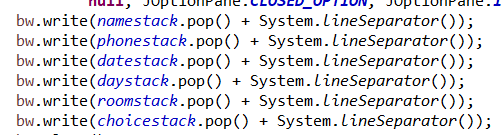 null, JOptionPane.CLOSED_OPTION, JOptionPane.
bw.write(namestack.pop() + System.lineSeparator());
bw.write(phonestack.pop() + System.lineSeparator());
bw.write(datestack.pop() + System.lineSeparator());
bw.write(daystack.pop() + System.lineSeparator());
bw.write(roomstack.pop() + System.lineSeparator());
bw.write(choicestack.pop() + System.lineSeparator());